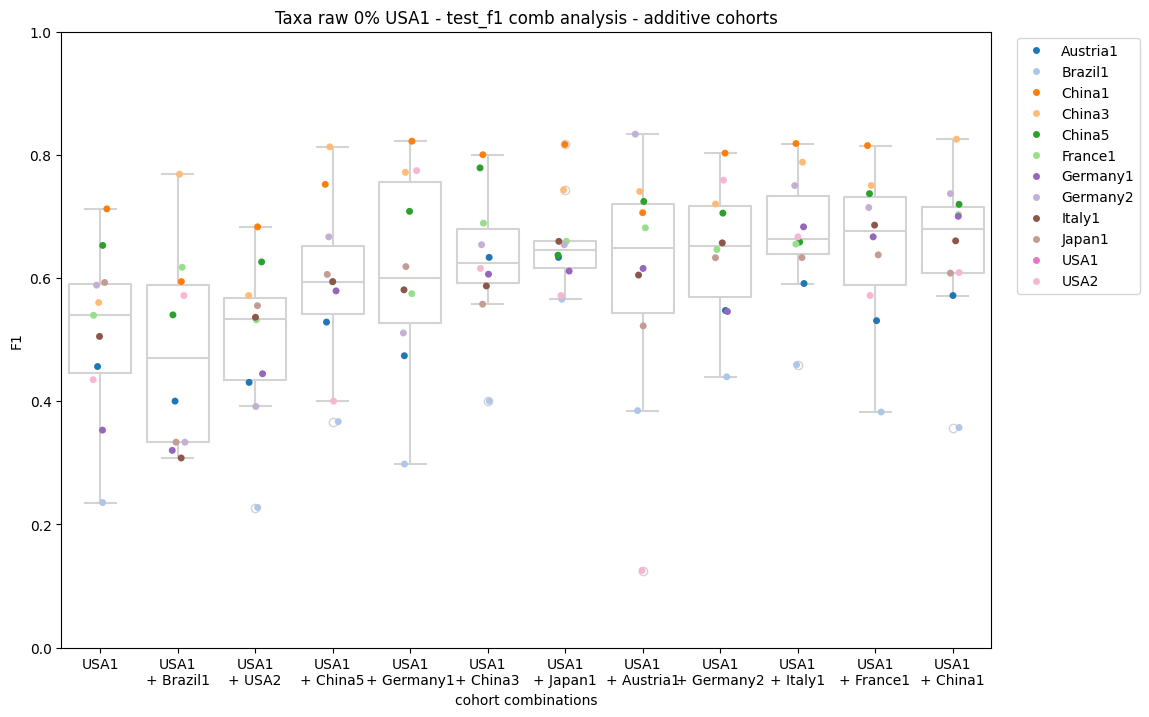 Taxa raw 0% USA1 - test_f1 comb analysis - additive cohorts
1.0
0.8
0.6
0.4
0.2
0.0
F1
USA1
USA1
+ Brazil1
USA1
+ USA2
USA1
+ China5
USA1
+ Germany1
USA1
+ China3
USA1
+ Japan1
USA1
+ Austria1
USA1
+ Germany2
USA1
+ Italy1
USA1
+ France1
USA1
+ China1
cohort combinations
Austria1
Brazil1
China1
China3
China5
France1
Germany1
Germany2
Italy1
Japan1
USA1
USA2